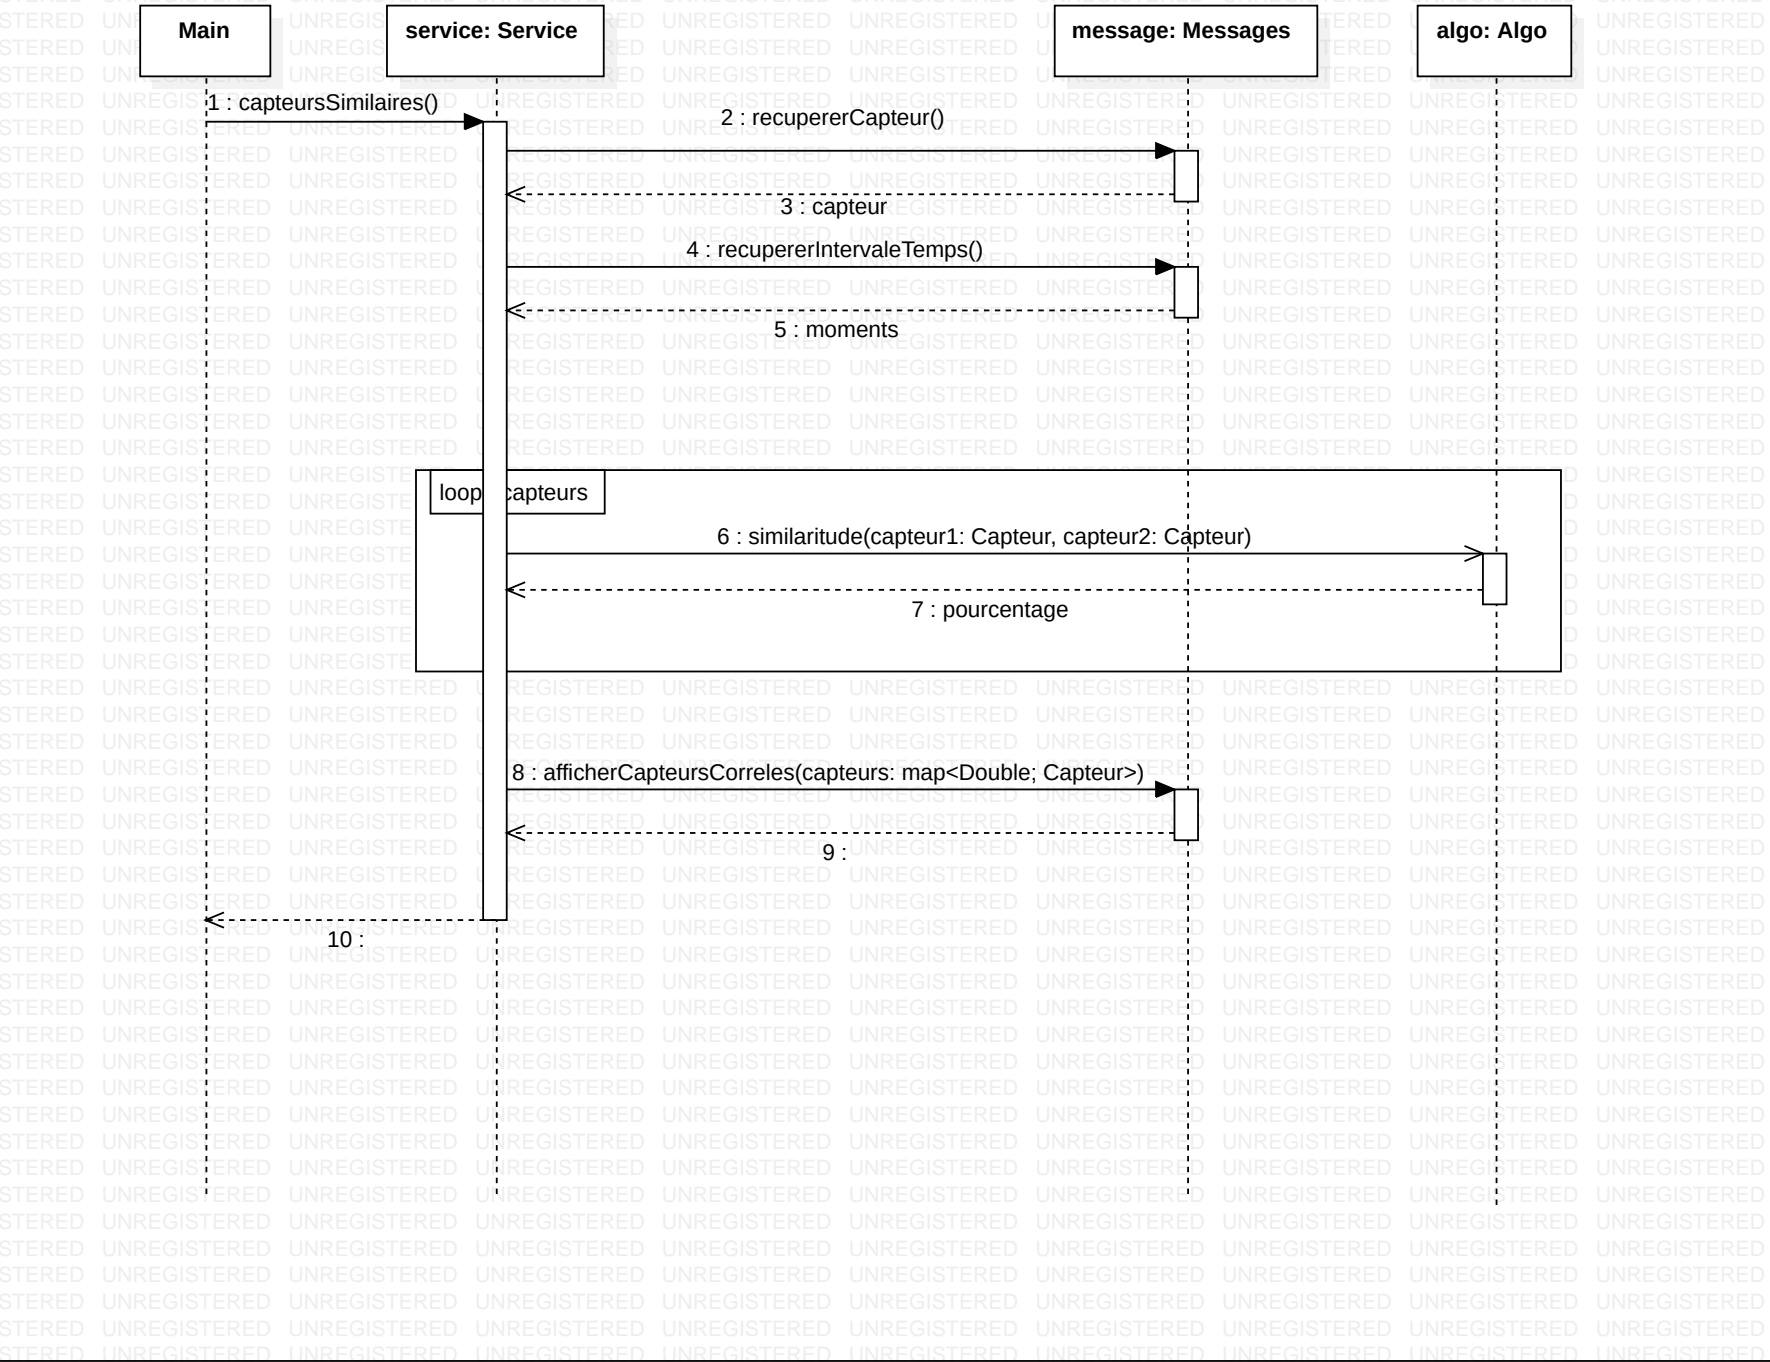 Main
service: Service
message: Messages
algo: Algo
1 : capteursSimilaires()
2 : recupererCapteur()
3 : capteur
4 : recupererIntervaleTemps()
5 : moments
loop capteurs
6 : similaritude(capteur1: Capteur, capteur2: Capteur)
7 : pourcentage
8 : afficherCapteursCorreles(capteurs: map<Double; Capteur>)
9 :
10 :
UNREGISTERED